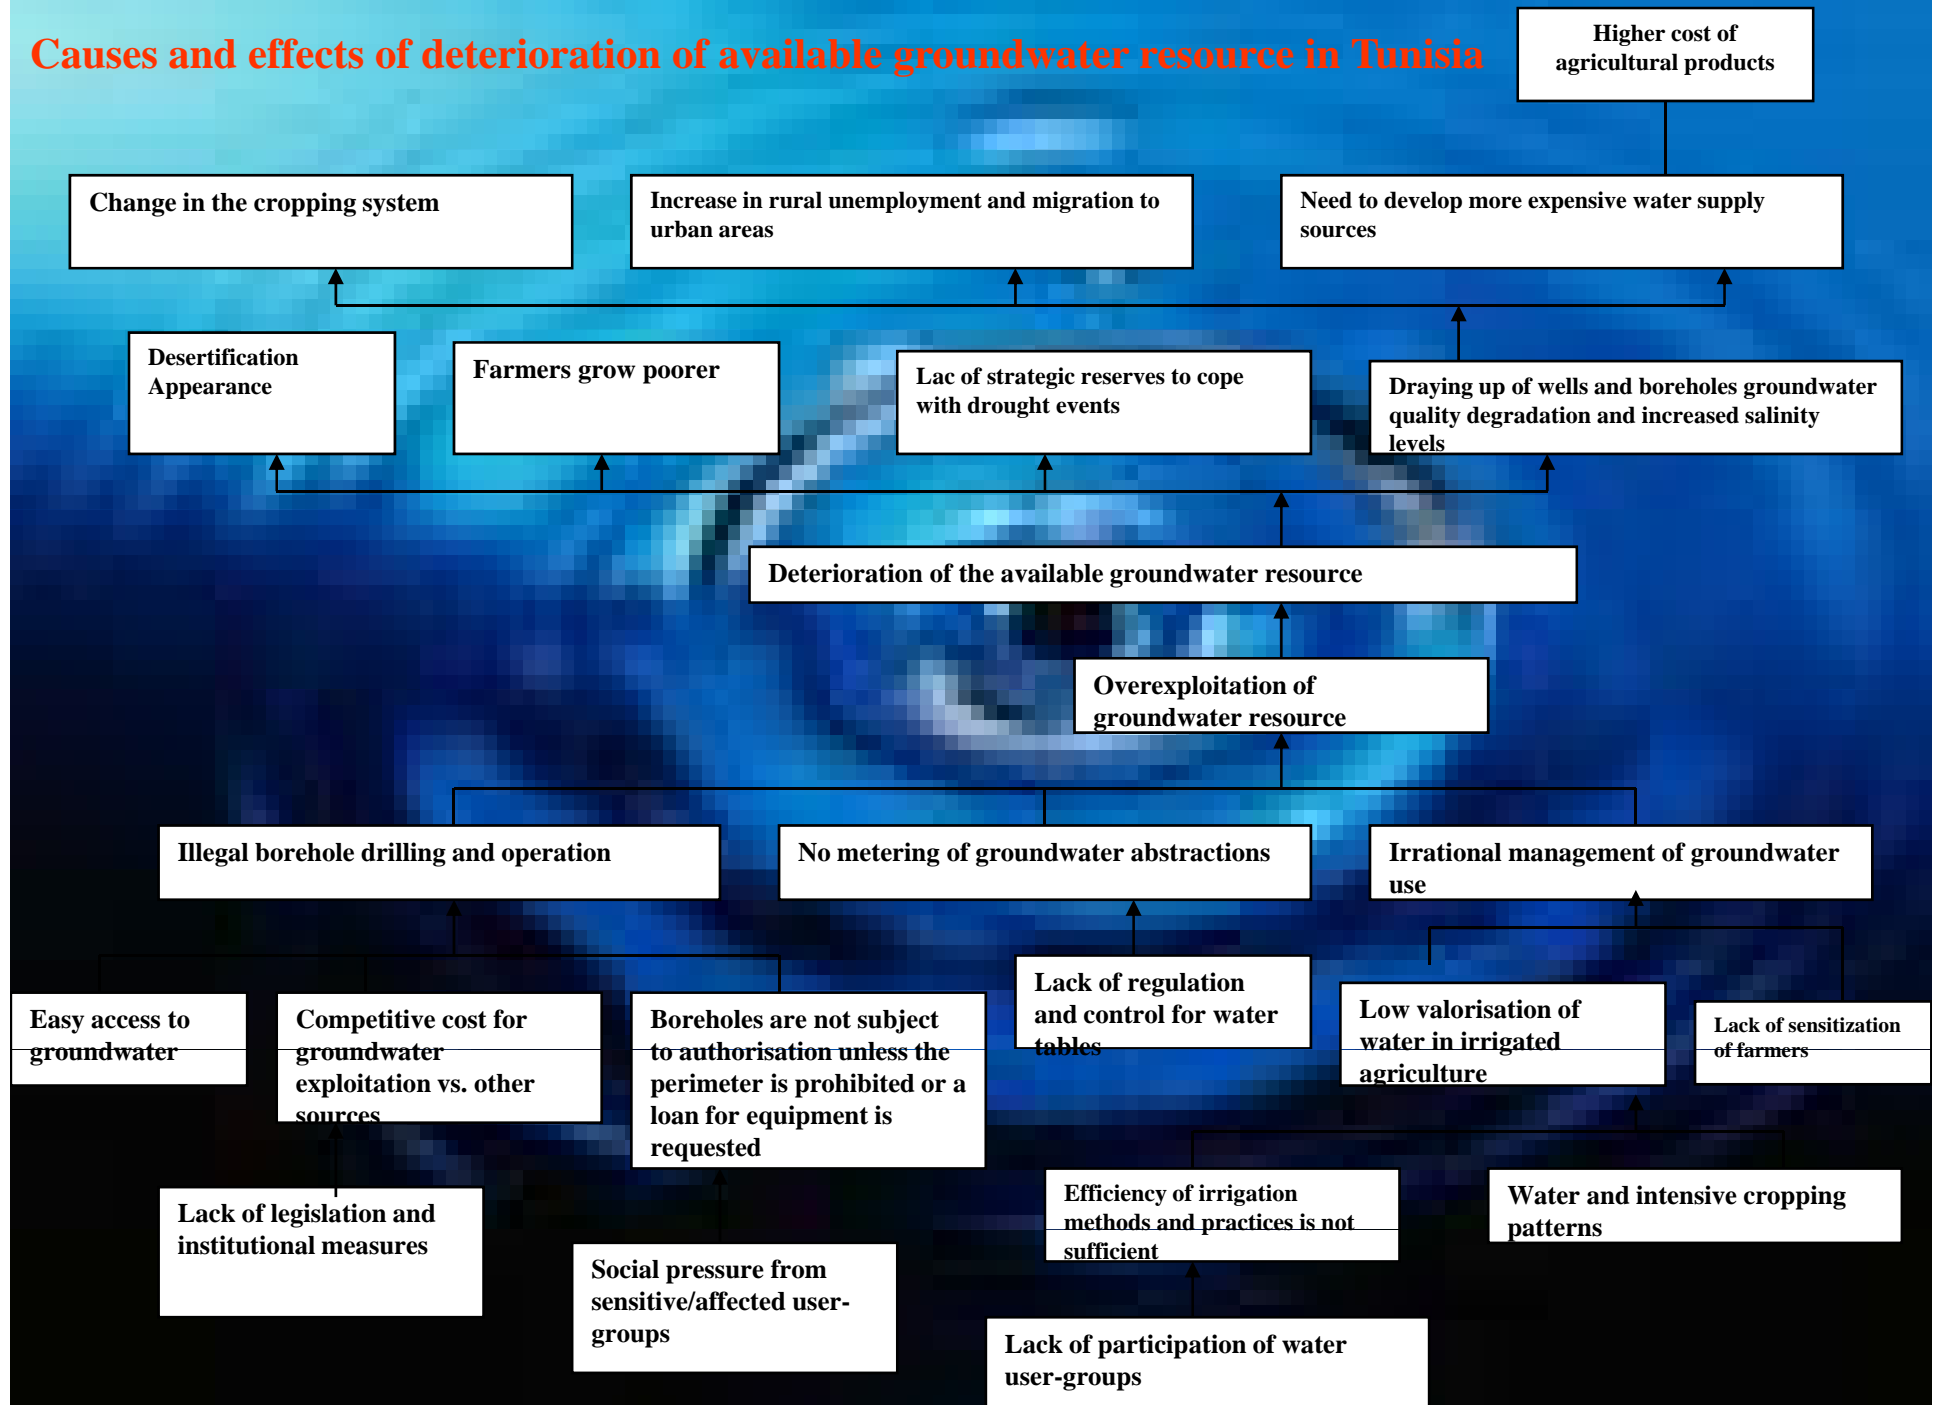 Causes and effects of deterioration of available groundwater resource in Tunisia
Higher cost of
agricultural products
Change in the cropping system
Increase in rural unemployment and migration to
urban areas
Need to develop more expensive water supply
sources
Desertification
Appearance
Farmers grow poorer
Lac of strategic reserves to cope
with drought events
Draying up of wells and boreholes groundwater
quality degradation and increased salinity
levels
Deterioration of the available groundwater resource
Overexploitation of
groundwater resource
Illegal borehole drilling and operation
No metering of groundwater abstractions
Irrational management of groundwater
use
Easy access to
groundwater
Competitive cost for
groundwater
exploitation vs. other
sources
Boreholes are not subject
to authorisation unless the
perimeter is prohibited or a
loan for equipment is
requested
Lack of regulation
and control for water
tables
Low valorisation of
water in irrigated
agriculture
Lack of sensitization
of farmers
Lack of legislation and
institutional measures
Social pressure from
sensitive/affected user-
groups
Efficiency of irrigation
methods and practices is not
sufficient
Water and intensive cropping
patterns
Lack of participation of water
user-groups